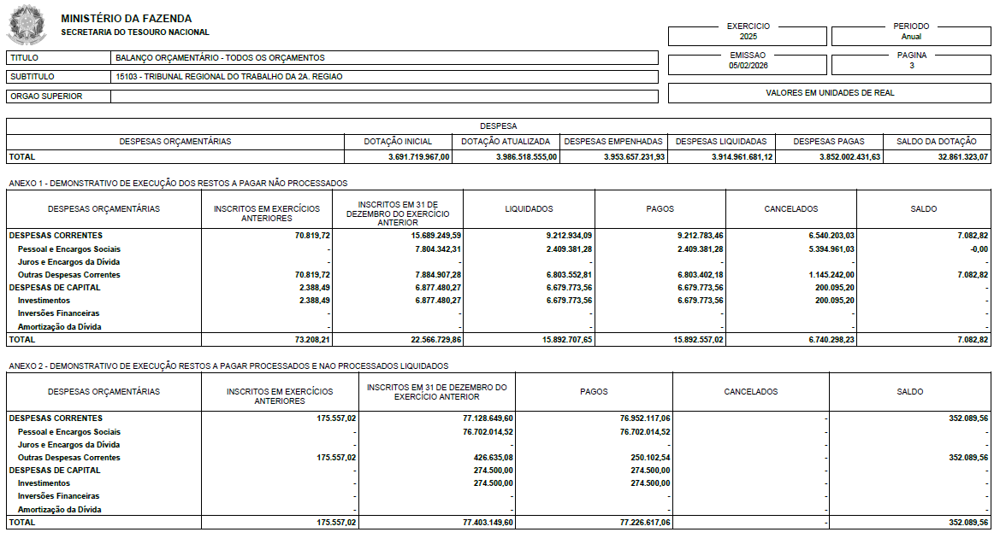 MINISTÉRIO DA FAZENDA
SECRETARIA DO TESOURO NACIONAL
EXERCICIO
2025
PERIODO
Anual
TITULO BALANÇO ORÇAMENTÁRIO - TODOS OS ORÇAMENTOS
EMISSAO
05/02/2026
PAGINA
3
SUBTITULO 15103 - TRIBUNAL REGIONAL DO TRABALHO DA 2A. REGIAO
ORGAO SUPERIOR
VALORES EM UNIDADES DE REAL
DESPESA
DESPESAS ORÇAMENTÁRIAS DOTAÇÃO INICIAL DOTAÇÃO ATUALIZADA DESPESAS EMPENHADAS DESPESAS LIQUIDADAS DESPESAS PAGAS SALDO DA DOTAÇÃO
TOTAL 3.691.719.967,00 3.986.518.555,00 3.953.657.231,93 3.914.961.681,12 3.852.002.431,63 32.861.323,07
ANEXO 1 - DEMONSTRATIVO DE EXECUÇÃO DOS RESTOS A PAGAR NÃO PROCESSADOS
DESPESAS ORÇAMENTÁRIAS INSCRITOS EM EXERCÍCIOS ANTERIORES INSCRITOS EM 31 DE DEZEMBRO DO EXERCÍCIO ANTERIOR LIQUIDADOS PAGOS CANCELADOS SALDO
DESPESAS CORRENTES 70.819,72 15.689.249,59 9.212.934,09 9.212.783,46 6.540.203,03 7.082,82
Pessoal e Encargos Sociais - 7.804.342,31 2.409.381,28 2.409.381,28 5.394.961,03 -0,00
Juros e Encargos da Dívida - - - - - -
Outras Despesas Correntes 70.819,72 7.884.907,28 6.803.552,81 6.803.402,18 1.145.242,00 7.082,82
DESPESAS DE CAPITAL 2.388,49 6.877.480,27 6.679.773,56 6.679.773,56 200.095,20 -
Investimentos 2.388,49 6.877.480,27 6.679.773,56 6.679.773,56 200.095,20 -
Inversões Financeiras - - - - - -
Amortização da Dívida - - - - - -
TOTAL 73.208,21 22.566.729,86 15.892.707,65 15.892.557,02 6.740.298,23 7.082,82
ANEXO 2 - DEMONSTRATIVO DE EXECUÇÃO RESTOS A PAGAR PROCESSADOS E NAO PROCESSADOS LIQUIDADOS
DESPESAS ORÇAMENTÁRIAS INSCRITOS EM EXERCÍCIOS ANTERIORES INSCRITOS EM 31 DE DEZEMBRO DO EXERCÍCIO ANTERIOR PAGOS CANCELADOS SALDO
DESPESAS CORRENTES 175.557,02 77.128.649,60 76.952.117,06 - 352.089,56
Pessoal e Encargos Sociais - 76.702.014,52 76.702.014,52 - -
Juros e Encargos da Dívida - - - - -
Outras Despesas Correntes 175.557,02 426.635,08 250.102,54 - 352.089,56
DESPESAS DE CAPITAL - 274.500,00 274.500,00 - -
Investimentos - 274.500,00 274.500,00 - -
Inversões Financeiras - - - - -
Amortização da Dívida - - - - -
TOTAL 175.557,02 77.403.149,60 77.226.617,06 - 352.089,56